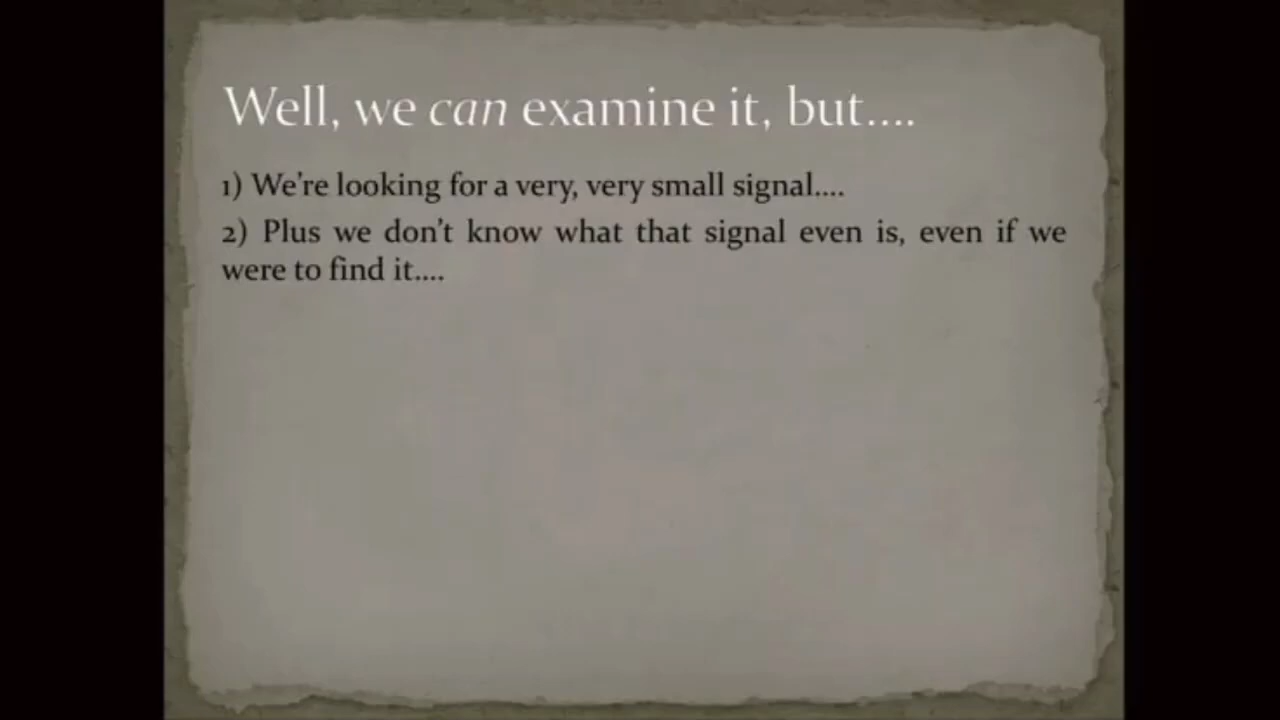 Well, we can examine it, but....
1) We're looking for a very, very small signal....
2) Plus we don't know what that signal even is, even if we
were to find it....